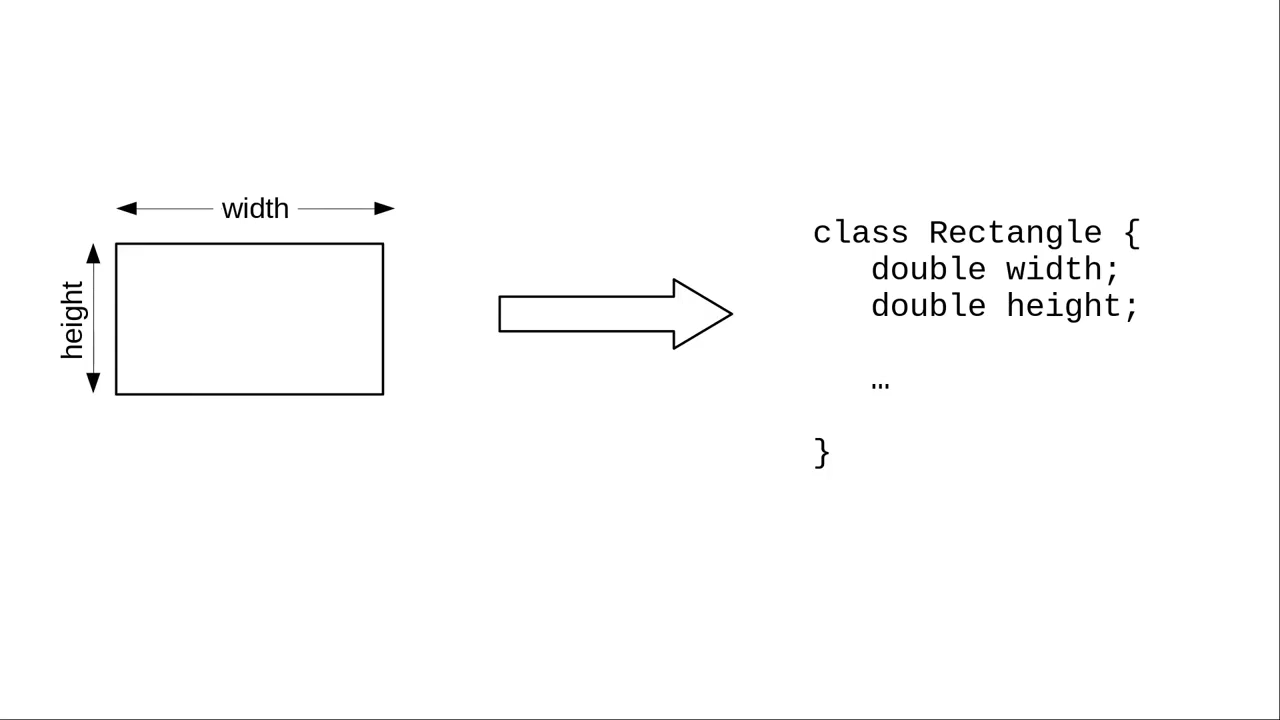 width
height
class Rectangle {
double width;
double height;
…
}